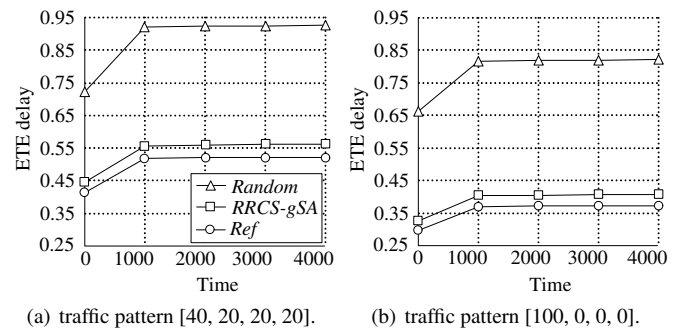 0.95
0.85
0.75
0.65
0.55
0.45
0.35
0.25
ETE delay
0 1000 2000 3000 4000
Time
Random
RRCS-gSA
Ref
(a) traffic pattern [40, 20, 20, 20].
0.95
0.85
0.75
0.65
0.55
0.45
0.35
0.25
ETE delay
0 1000 2000 3000 4000
Time
(b) traffic pattern [100, 0, 0, 0].